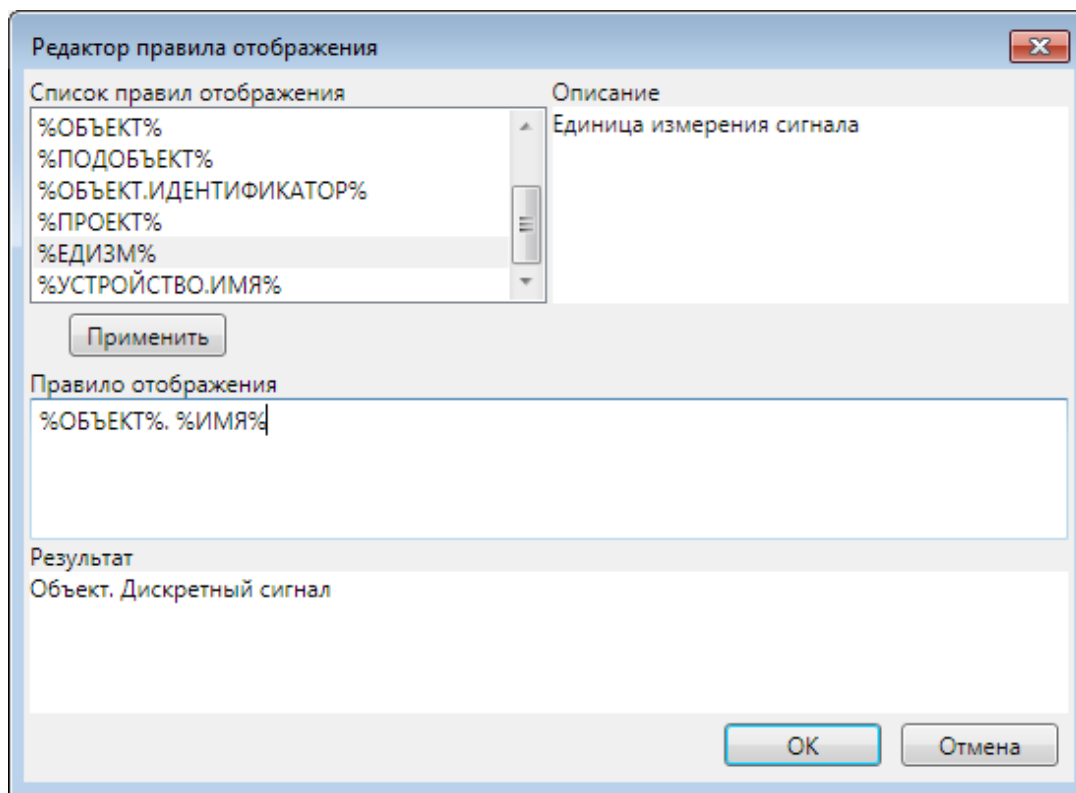 Редактор правила отображения
Список правил отображения
Описание
%ОБЪЕКТ%
Единица измерения сигнала
%ПОДОБЪЕКТ%
%ОБЪЕКТ.ИДЕНТИФИКАТОР%
%ПРОЕКТ%
%ЕДИЗМ%
%УСТРОЙСТВО.ИМЯ%
Применить
Правило отображения
%ОБЪЕКТ%. %ИМЯ%
Результат
Объект. Дискретный сигнал
ОК
Отмена